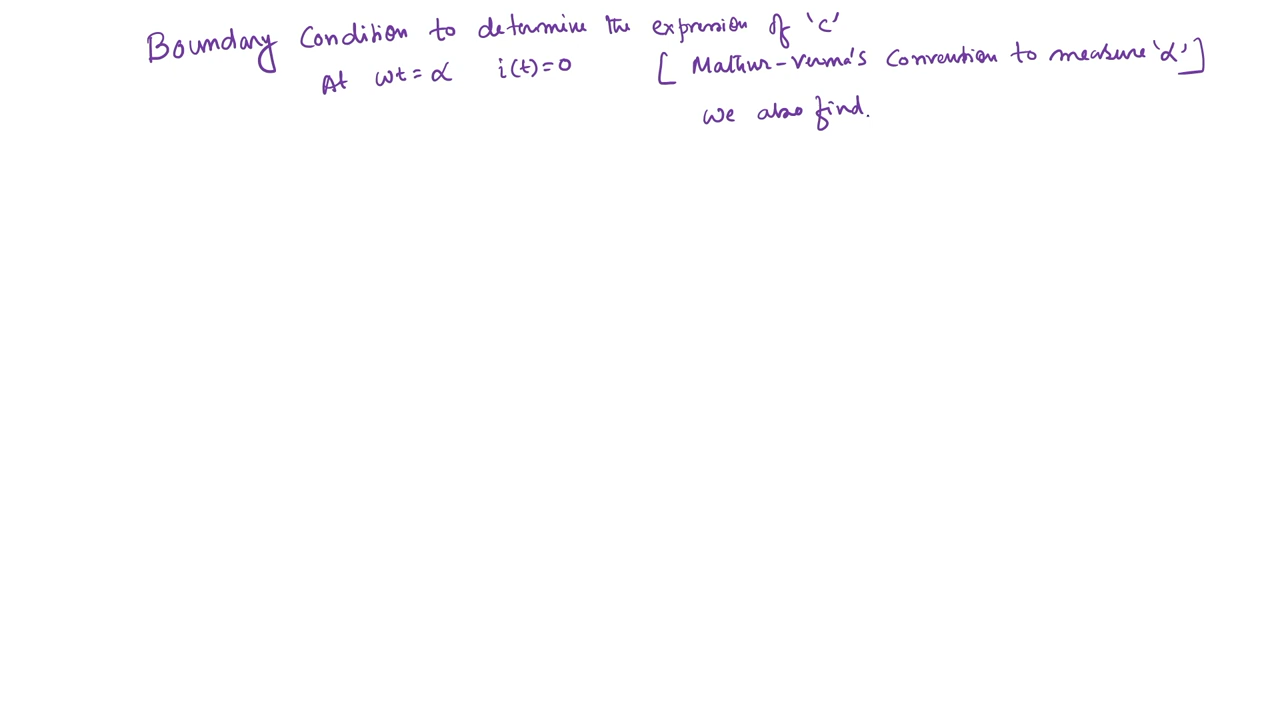 Boundary Condition to determine the expression of 'c'
At ωt = α i(t) = 0 [Mathur-Verma's Convention to measure 'α']
we also find.